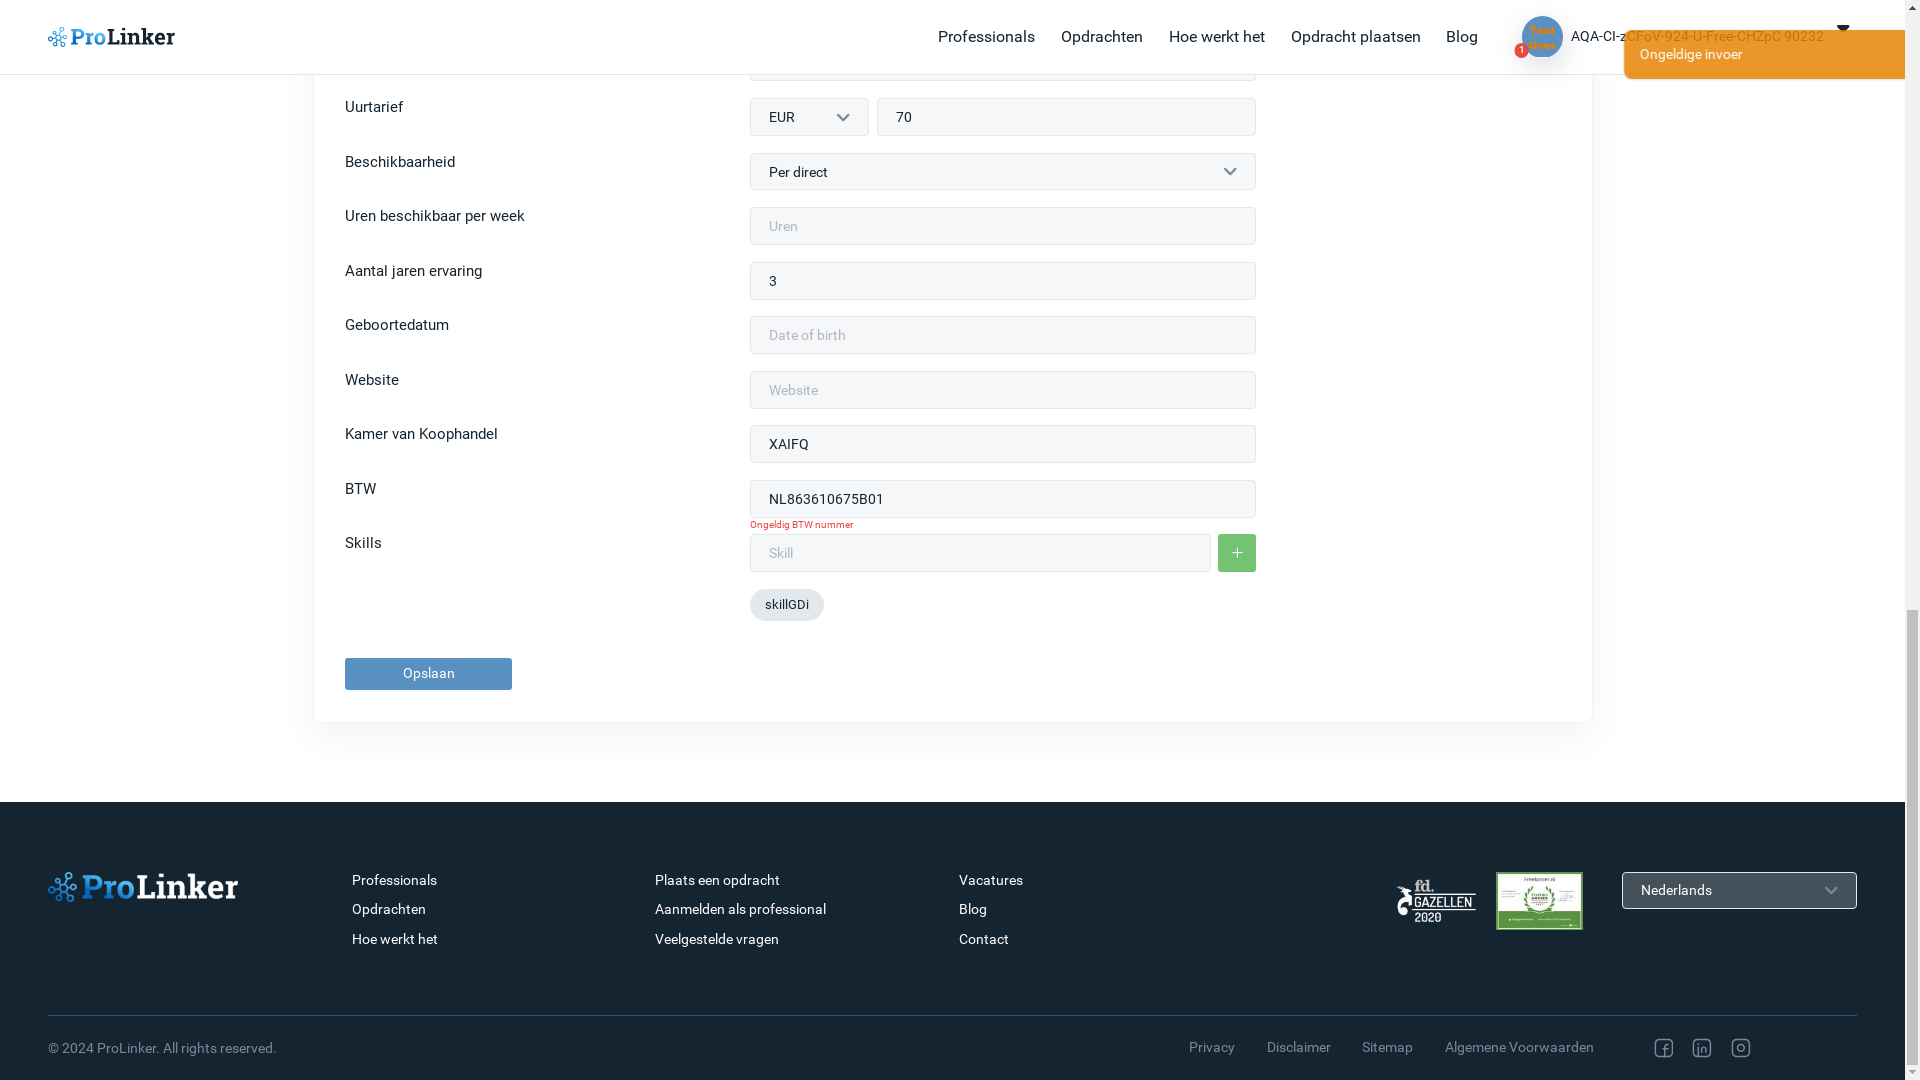 ProLinker
Professionals
Opdrachten
Hoe werkt het
Opdracht plaatsen
Blog
Test
User
1
AQA-CI-zCFoV-924-U-Free-CHZpC 90232
Ongeldige invoer
Uurtarief
EUR
70
Beschikbaarheid
Per direct
Uren beschikbaar per week
Uren
Aantal jaren ervaring
3
Geboortedatum
Date of birth
Website
Website
Kamer van Koophandel
XAIFQ
BTW
NL863610675B01
Ongeldig BTW nummer
Skills
Skill
+
skillGDi
Opslaan
ProLinker
Professionals
Opdrachten
Hoe werkt het
Plaats een opdracht
Aanmelden als professional
Veelgestelde vragen
Vacatures
Blog
Contact
fd.
GAZELLEN
2020
Freelancer.nl
Nederlands
© 2024 ProLinker. All rights reserved.
Privacy
Disclaimer
Sitemap
Algemene Voorwaarden